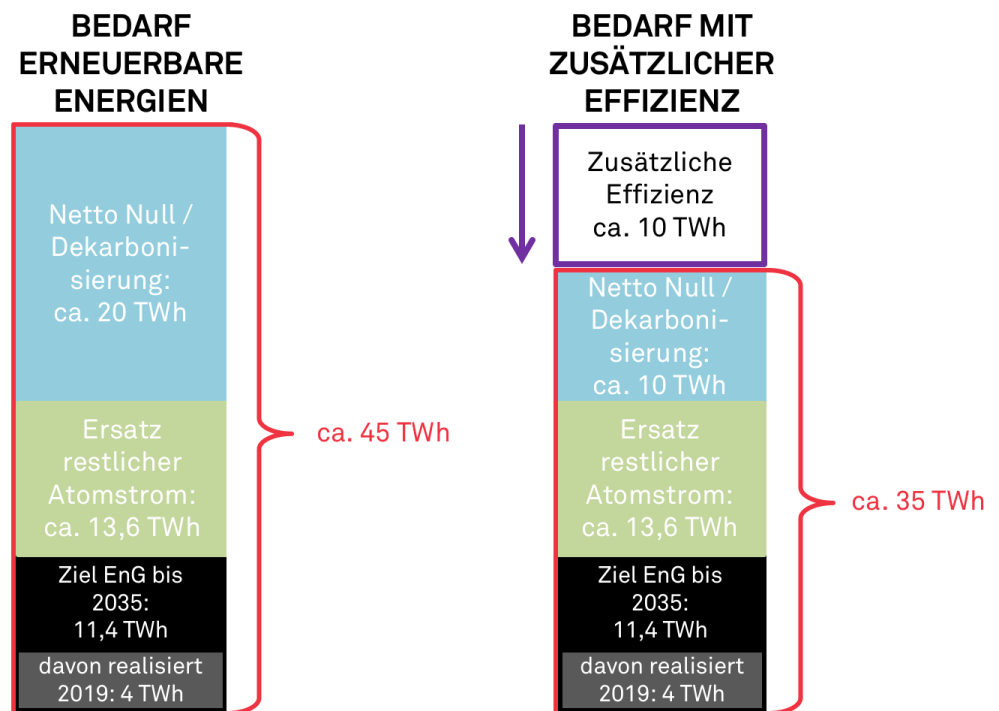 BEDARF
ERNEUERBARE
ENERGIEN
Netto Null /
Dekarboni-
sierung:
ca. 20 TWh
Ersatz
restlicher
Atomstrom:
ca. 13,6 TWh
Ziel EnG bis
2035:
11,4 TWh
davon realisiert
2019: 4 TWh
ca. 45 TWh
BEDARF MIT
ZUSÄTZLICHER
EFFIZIENZ
Zusätzliche
Effizienz
ca. 10 TWh
Netto Null /
Dekarboni-
sierung:
ca. 10 TWh
Ersatz
restlicher
Atomstrom:
ca. 13,6 TWh
Ziel EnG bis
2035:
11,4 TWh
davon realisiert
2019: 4 TWh
ca. 35 TWh